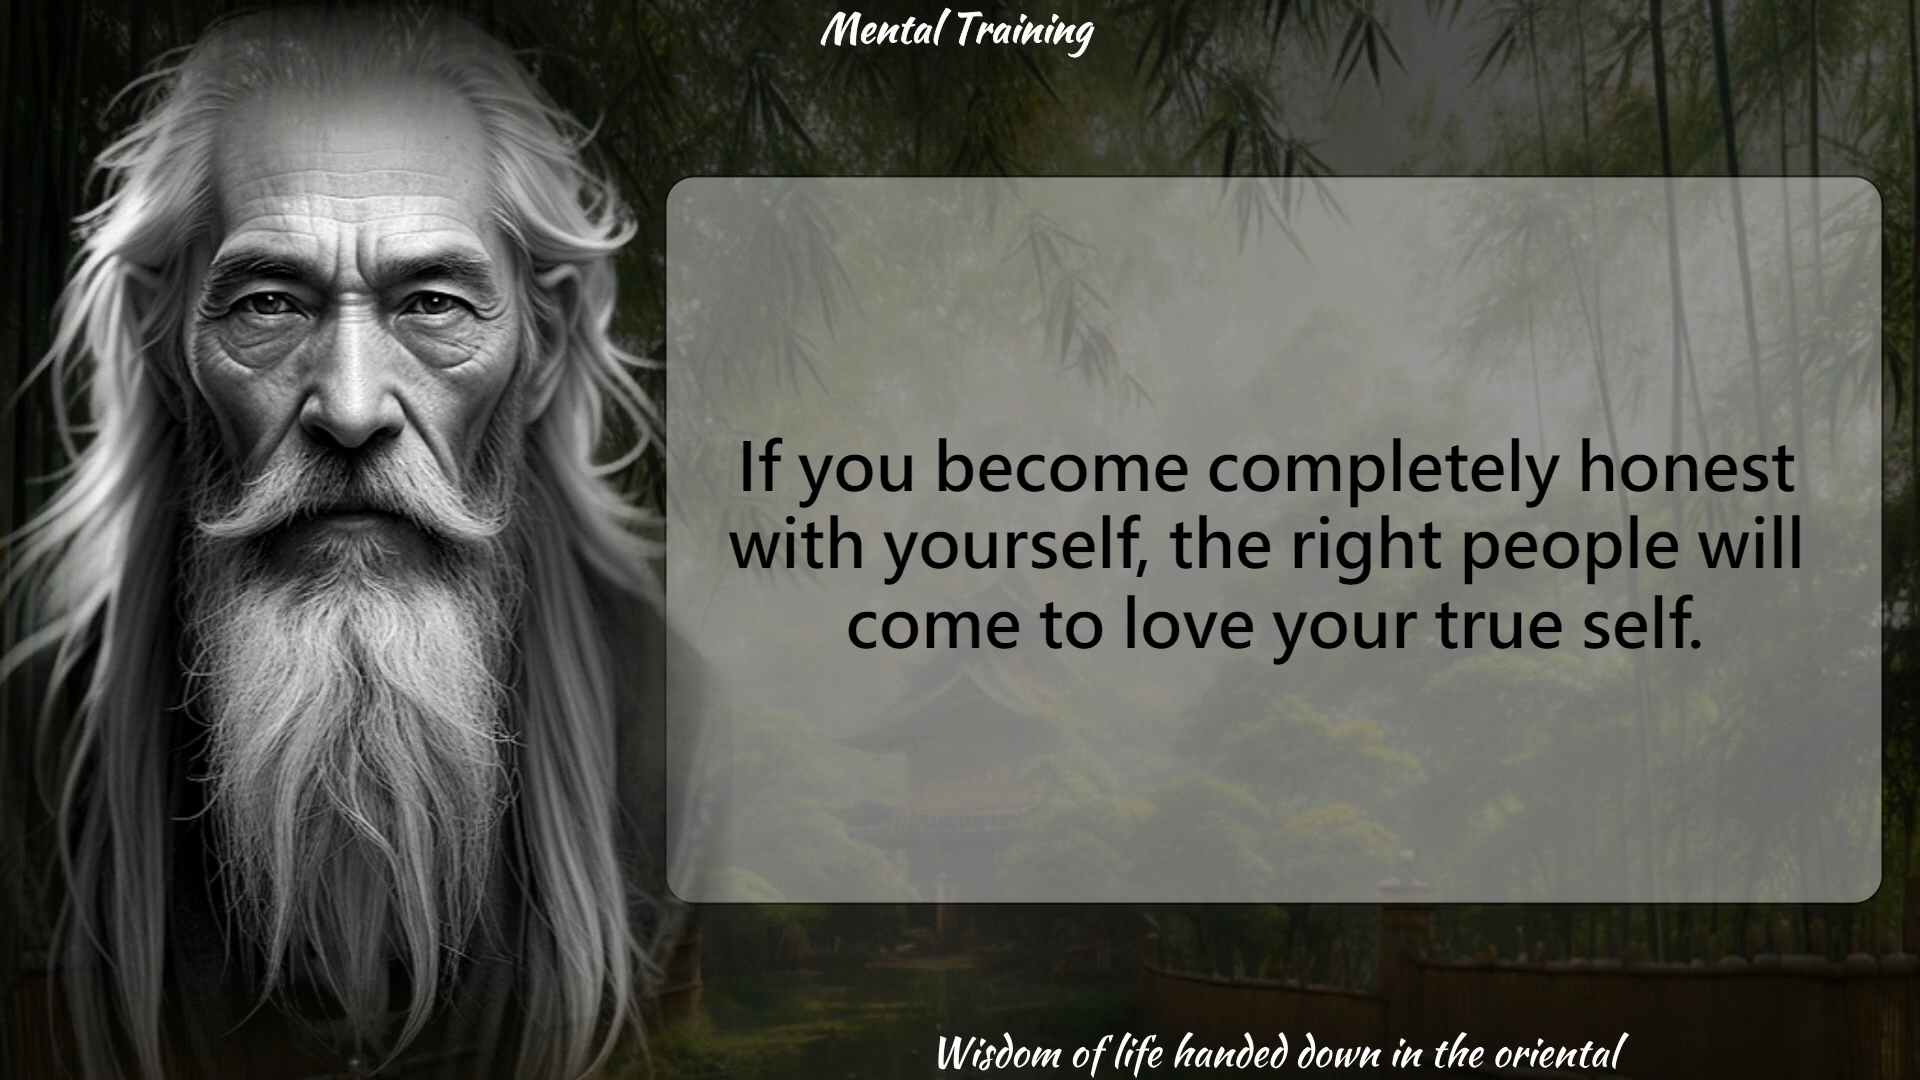 Mental Training
If you become completely honest
with yourself, the right people will
come to love your true self.
Wisdom of life handed down in the oriental